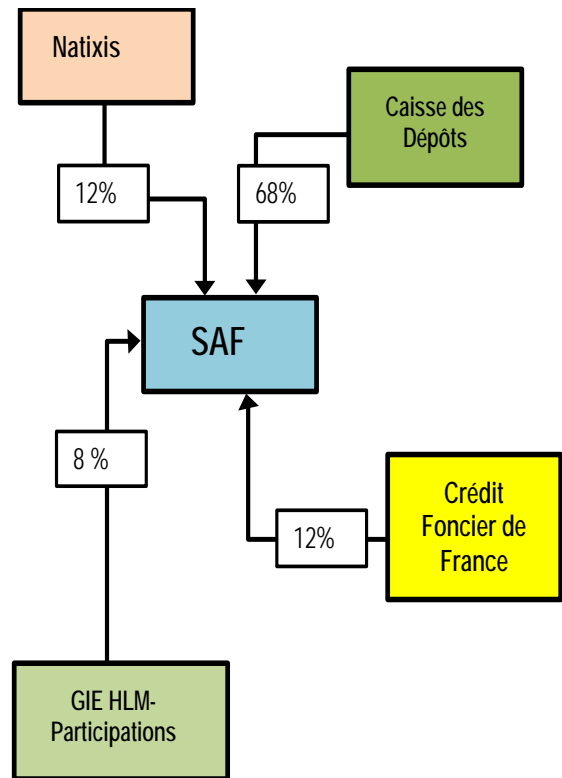 Natixis
Caisse des
Dépôts
12%
68%
SAF
8 %
12%
Crédit
Foncier de
France
GIE HLM-
Participations